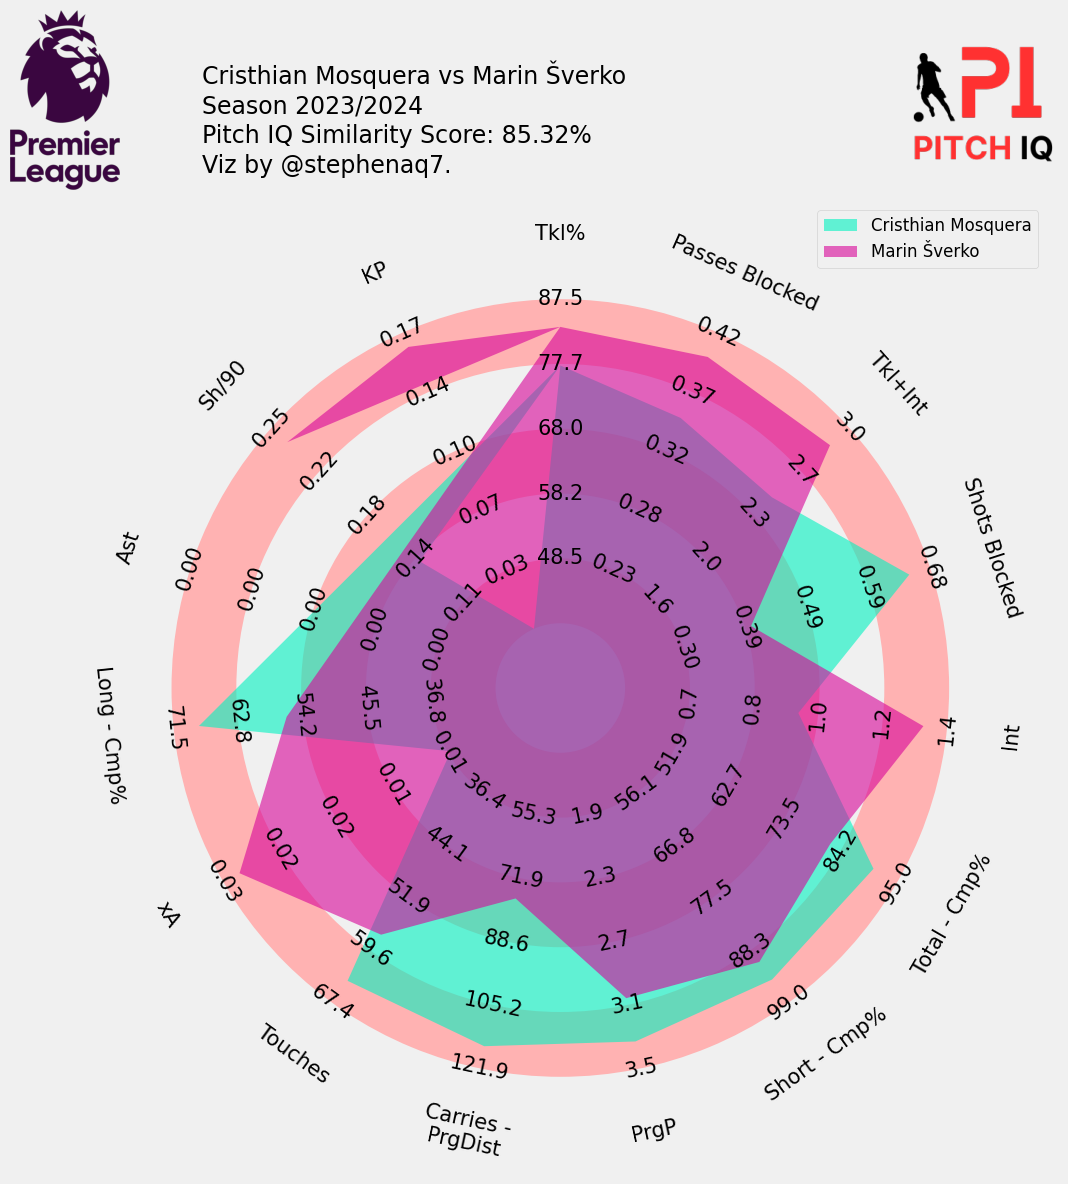 Cristhian Mosquera vs Marin Šverko
Season 2023/2024
Pitch IQ Similarity Score: 85.32%
Viz by @stephenaq7.
Premier
League
PI
PITCH IQ
Cristhian Mosquera
Marin Šverko
Tkl%
87.5
77.7
68.0
58.2
48.5
Passes Blocked
0.42
0.37
0.32
0.28
0.23
Tkl+Int
3.0
2.7
2.3
2.0
1.6
Shots Blocked
0.68
0.59
0.49
0.39
0.30
Int
1.4
1.2
1.0
0.8
0.7
Total - Cmp%
95.0
84.2
73.5
62.7
51.9
Short - Cmp%
99.0
88.3
77.5
66.8
56.1
PrgP
3.5
3.1
2.7
2.3
1.9
Carries -
PrgDist
121.9
105.2
88.6
71.9
55.3
Touches
67.4
59.6
51.9
44.1
36.4
xA
0.03
0.02
0.02
0.01
0.01
Long - Cmp%
71.5
62.8
54.2
45.5
36.8
Ast
0.00
0.00
0.00
0.00
0.00
Sh/90
0.25
0.22
0.18
0.14
0.11
KP
0.17
0.14
0.10
0.07
0.03